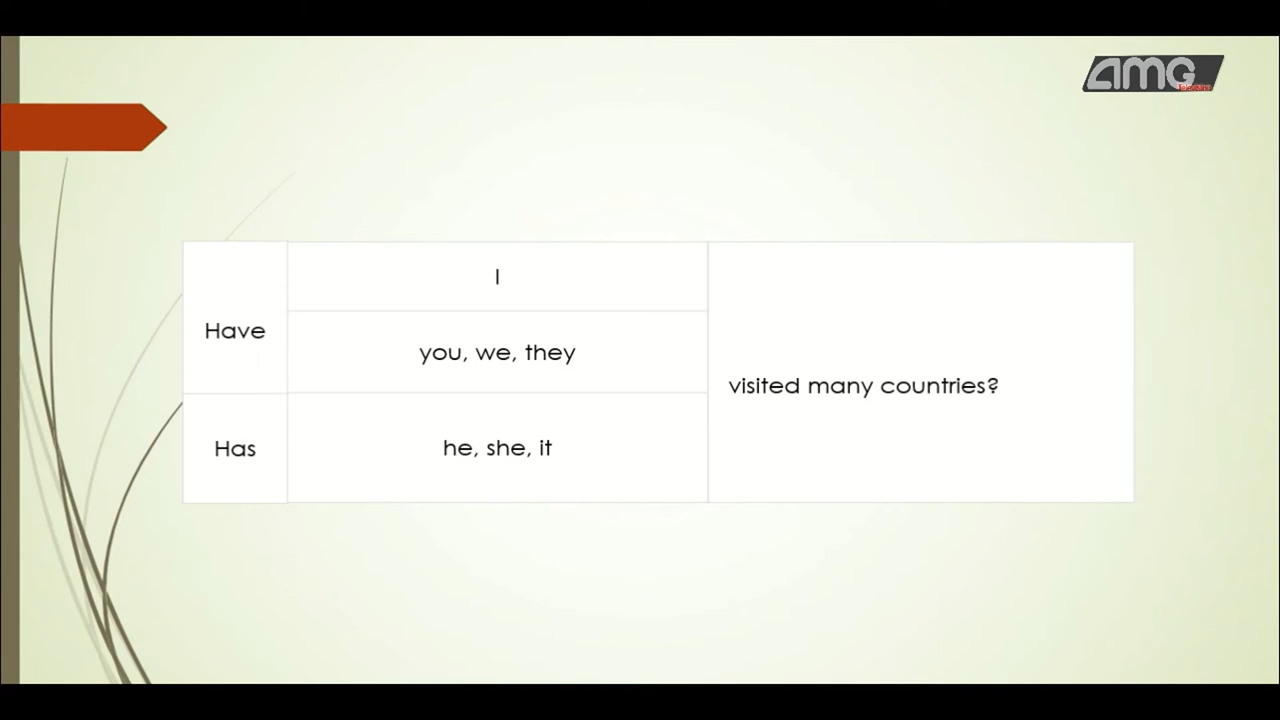 AMG
Have
I
you, we, they
visited many countries?
Has
he, she, it